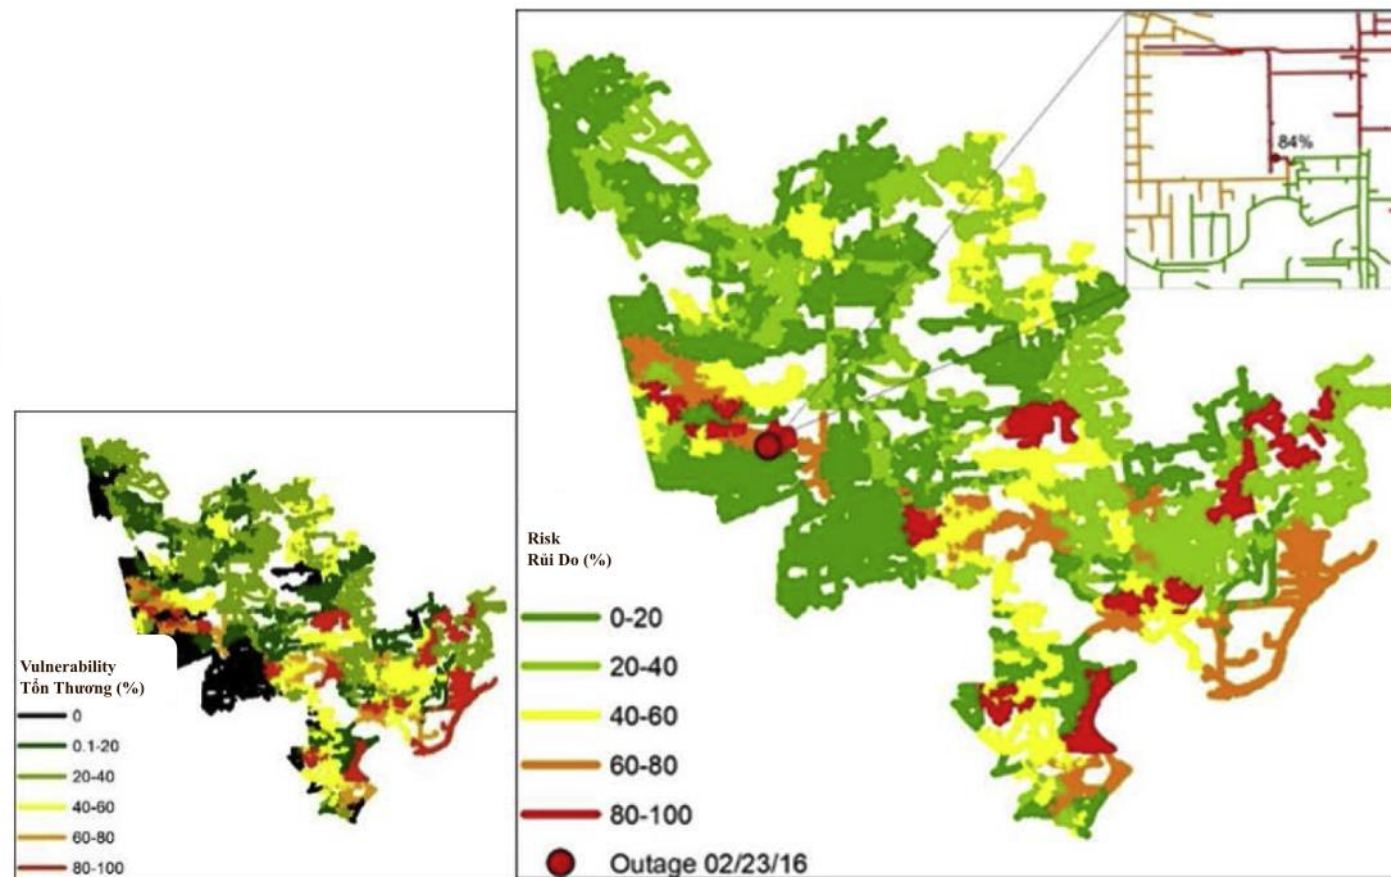 84%
Risk
Rủi Do (%)
0-20
20-40
40-60
60-80
80-100
Outage 02/23/16
Vulnerability
Tổn Thương (%)
0
0.1-20
20-40
40-60
60-80
80-100